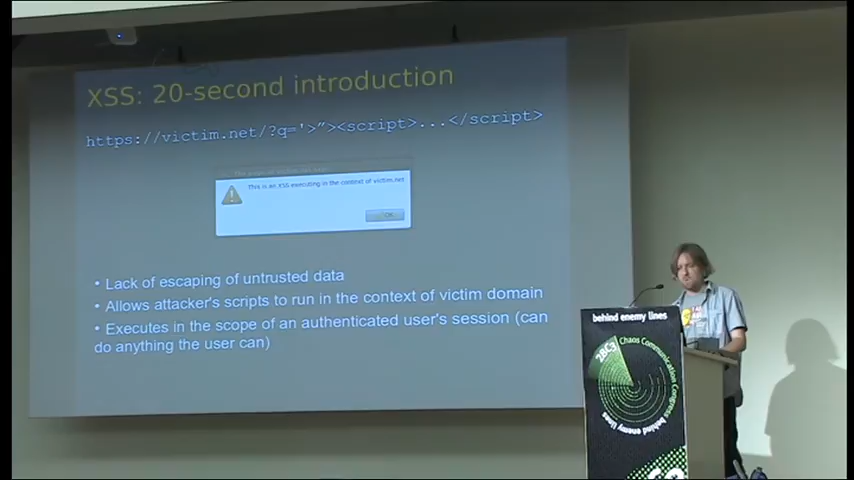 XSS: 20-second introduction
https://victim.net/?q='>"><script>...</script>
This is an XSS executing in the context of victim.net
OK
• Lack of escaping of untrusted data
• Allows attacker's scripts to run in the context of victim domain
• Executes in the scope of an authenticated user's session (can
do anything the user can)
behind enemy lines
28C3
Chaos Communication Congress
behind enemy lines